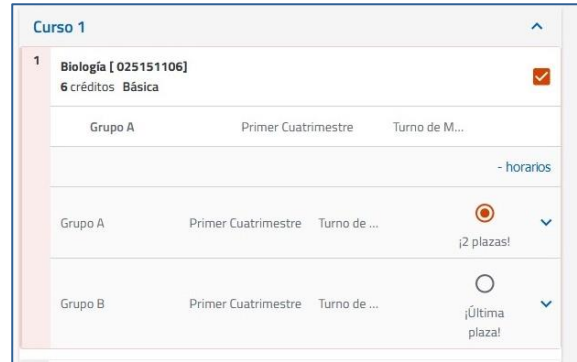 Curso 1
1
Biología [ 025151106]
6 créditos Básica
Grupo A Primer Cuatrimestre Turno de M...
- horarios
Grupo A Primer Cuatrimestre Turno de ...
¡2 plazas!
Grupo B Primer Cuatrimestre Turno de ...
¡Última
plaza!